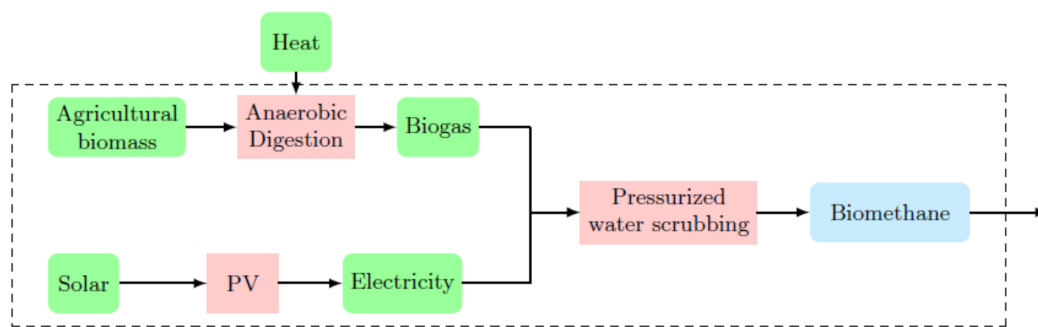 Heat
Agricultural
biomass
Anaerobic
Digestion
Biogas
Pressurized
water scrubbing
Biomethane
Solar
PV
Electricity